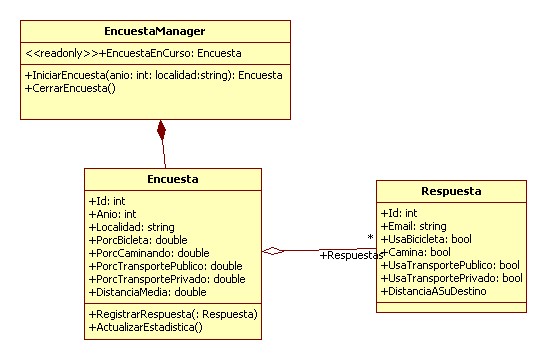 EncuestaManager
<<readonly>>+EncuestaEnCurso: Encuesta
+IniciarEncuesta(anio: int: localidad:string): Encuesta
+CerrarEncuesta()
Encuesta
+Id: int
+Anio: int
+Localidad: string
+PorcBicleta: double
+PorcCaminando: double
+PorcTransportePublico: double
+PorcTransportePrivado: double
+DistanciaMedia: double
+RegistrarRespuesta(: Respuesta)
+ActualizarEstadistica()
*
+Respuestas
Respuesta
+Id: int
+Email: string
+UsaBicicleta: bool
+Camina: bool
+UsaTransportePublico: bool
+UsaTransportePrivado: bool
+DistanciaASuDestino